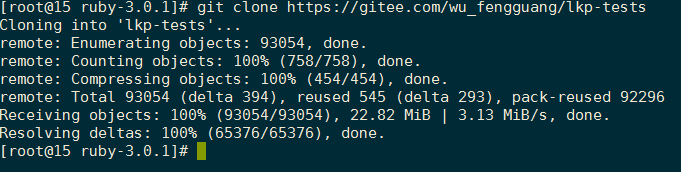 [root@15 ruby-3.0.1]# git clone https://gitee.com/wu_fengguang/lkp-tests
Cloning into 'lkp-tests'...
remote: Enumerating objects: 93054, done.
remote: Counting objects: 100% (758/758), done.
remote: Compressing objects: 100% (454/454), done.
remote: Total 93054 (delta 394), reused 545 (delta 293), pack-reused 92296
Receiving objects: 100% (93054/93054), 22.82 MiB | 3.13 MiB/s, done.
Resolving deltas: 100% (65376/65376), done.
[root@15 ruby-3.0.1]#